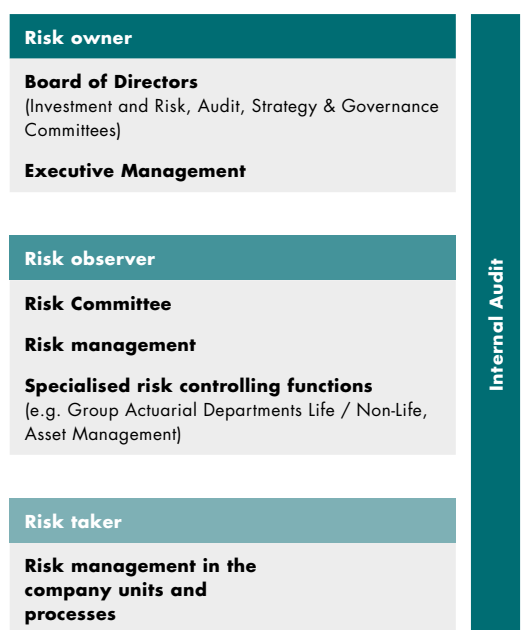 Risk owner
Board of Directors
(Investment and Risk, Audit, Strategy & Governance
Committees)
Executive Management
Risk observer
Risk Committee
Risk management
Specialised risk controlling functions
(e.g. Group Actuarial Departments Life / Non-Life,
Asset Management)
Risk taker
Risk management in the
company units and
processes
Internal Audit